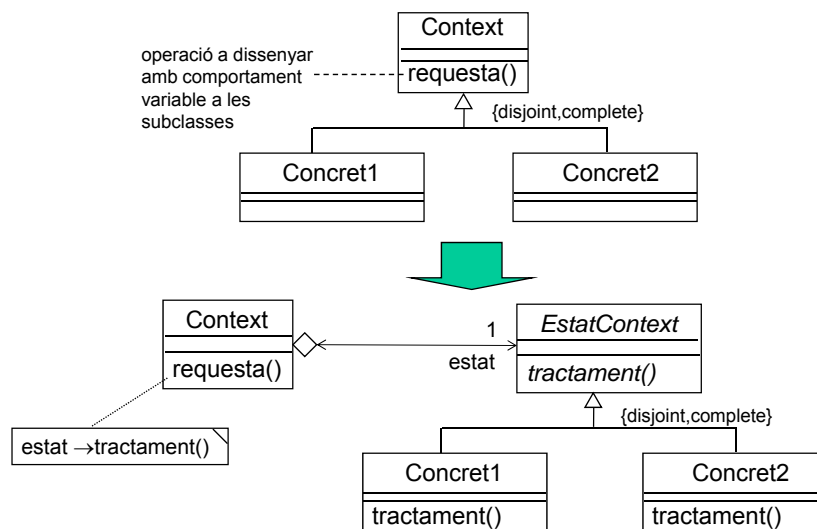 Context
operació a dissenyar
amb comportament
variable a les
subclasses
requesta()
{disjoint,complete}
Concret1
Concret2
Context
requesta()
1
estat
EstatContext
tractament()
estat →tractament()
{disjoint,complete}
Concret1
tractament()
Concret2
tractament()